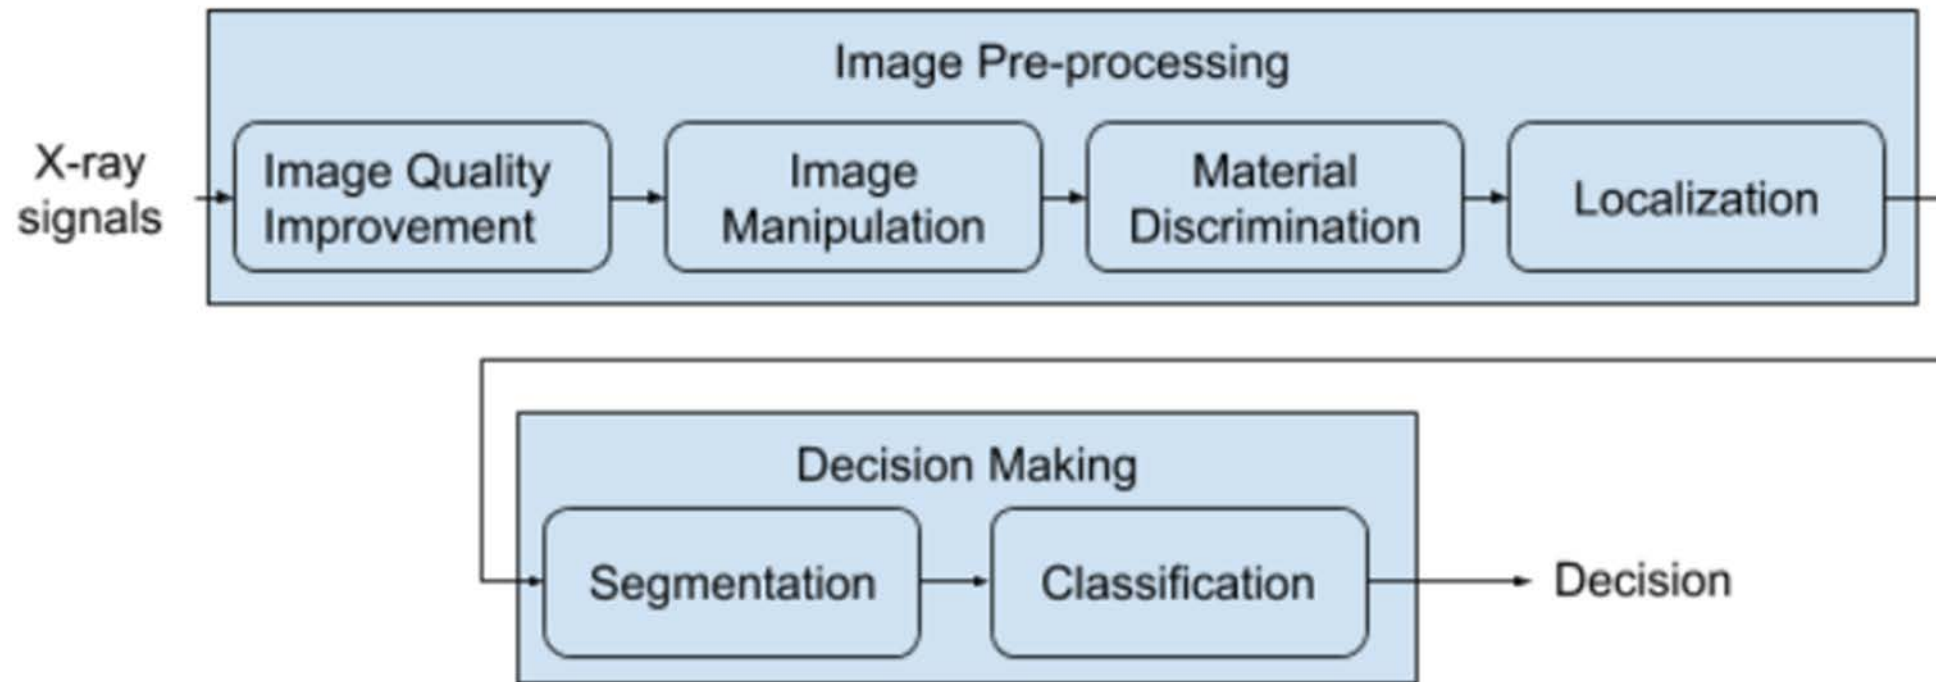 Image Pre-processing
X-ray
signals
Image Quality
Improvement
Image
Manipulation
Material
Discrimination
Localization
Decision Making
Segmentation
Classification
Decision